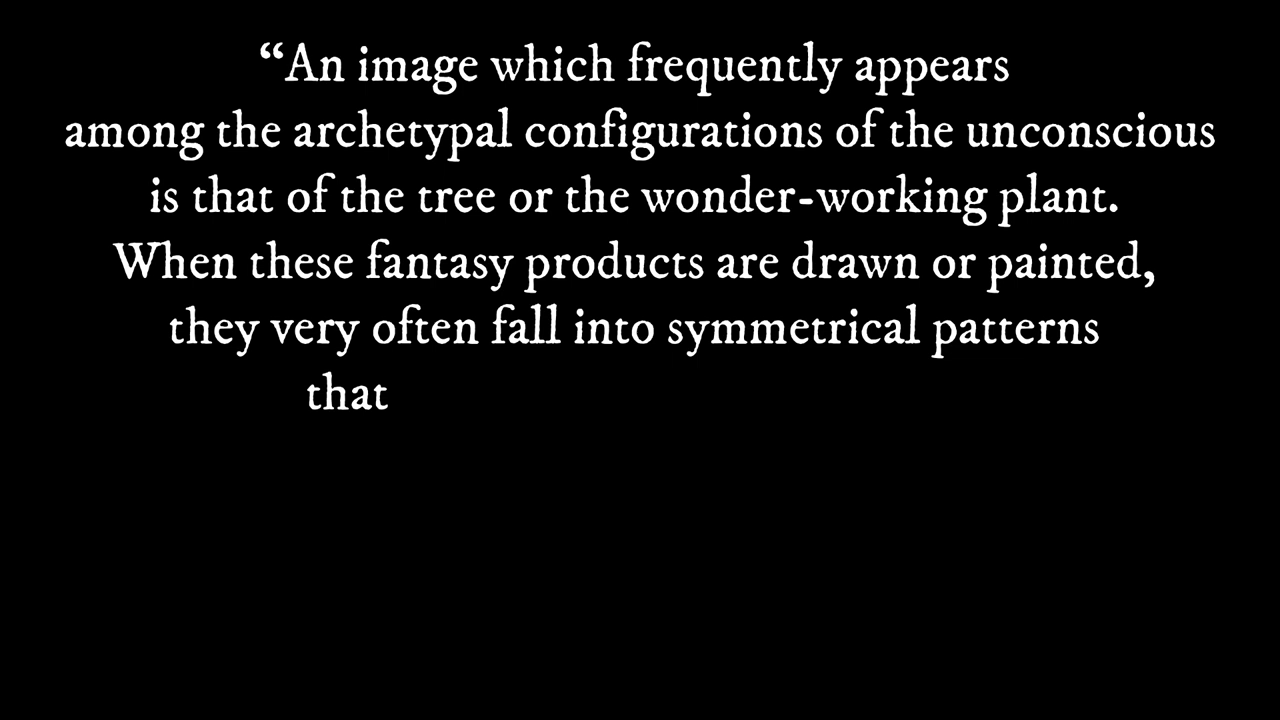 “An image which frequently appears
among the archetypal configurations of the unconscious
is that of the tree or the wonder-working plant.
When these fantasy products are drawn or painted,
they very often fall into symmetrical patterns
that